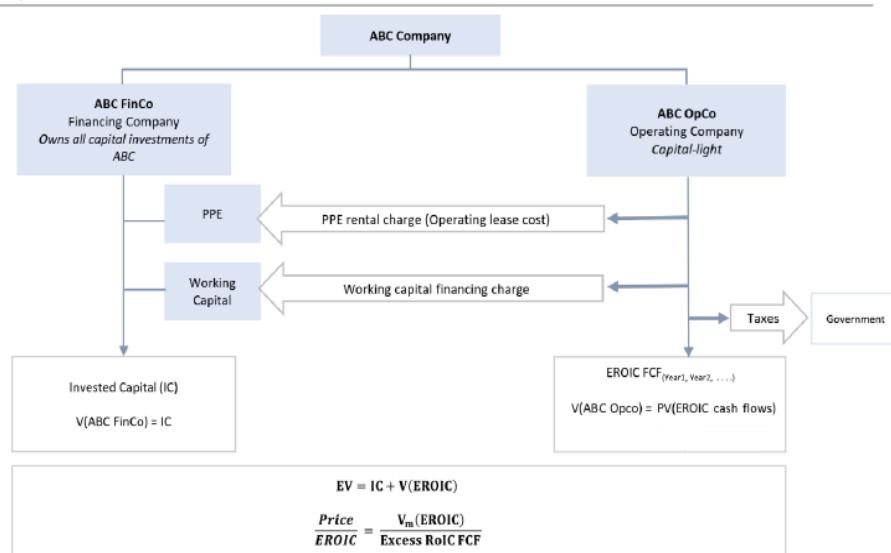 ABC Company
ABC FinCo
Financing Company
Owns all capital investments of
ABC
ABC OpCo
Operating Company
Capital-light
PPE
PPE rental charge (Operating lease cost)
Working
Capital
Working capital financing charge
Taxes
Government
Invested Capital (IC)
V(ABC FinCo) = IC
EROIC FCF(Year1, Year2, ....)
V(ABC Opco) = PV(EROIC cash flows)
EV = IC + V(EROIC)
Price/EROIC = Vm(EROIC)/Excess RoIC FCF